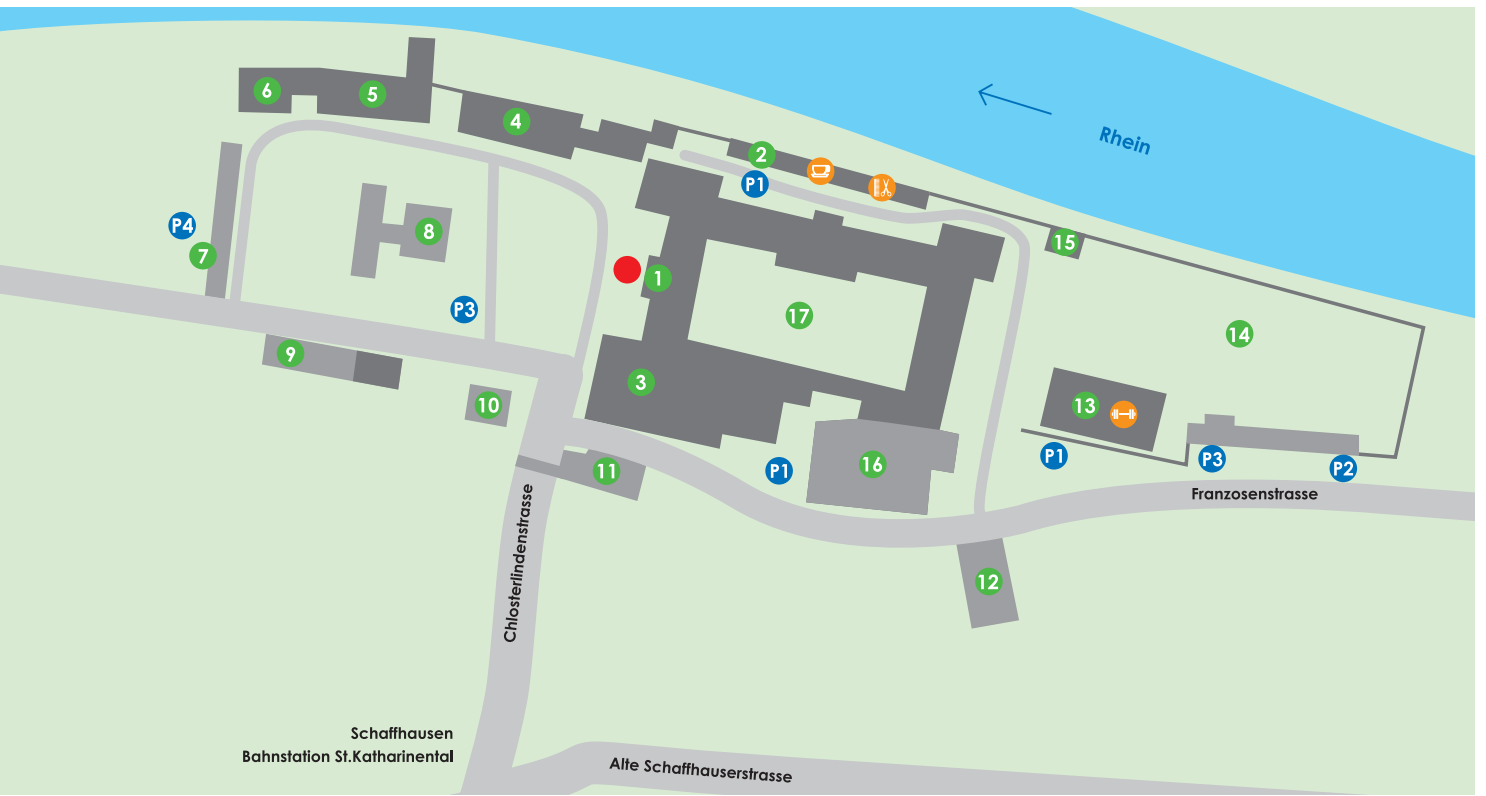 6
5
4
2
P1
Rhein
P4
7
8
15
1
P3
17
14
9
3
10
13
11
P1
16
P1
P3
P2
Franzosenstrasse
Chlosterlindenstrasse
12
Schaffhausen
Bahnstation St.Katharinental
Alte Schaffhauserstrasse